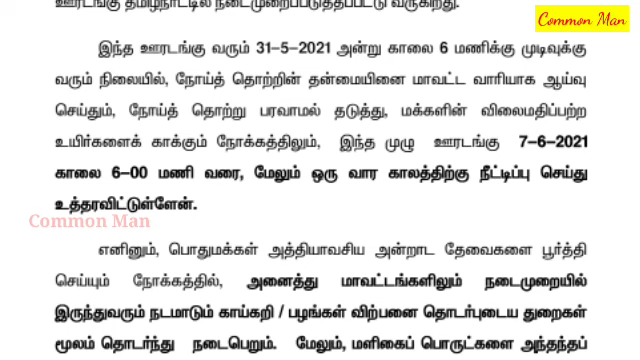 ஊரடங்கு தமிழ்நாட்டில் நடைமுறைப்படுத்தப்பட்டு வருகிறது.
Common Man
இந்த ஊரடங்கு வரும் 31-5-2021 அன்று காலை 6 மணிக்கு முடிவுக்கு
வரும் நிலையில், நோய்த் தொற்றின் தன்மையினை மாவட்ட வாரியாக ஆய்வு
செய்தும், நோய்த் தொற்று பரவாமல் தடுத்து, மக்களின் விலைமதிப்பற்ற
உயிர்களைக் காக்கும் நோக்கத்திலும், இந்த முழு ஊரடங்கு 7-6-2021
காலை 6-00 மணி வரை, மேலும் ஒரு வார காலத்திற்கு நீட்டிப்பு செய்து
உத்தரவிட்டுள்ளேன்.
Common Man
எனினும், பொதுமக்கள் அத்தியாவசிய அன்றாட தேவைகளை பூர்த்தி
செய்யும் நோக்கத்தில், அனைத்து மாவட்டங்களிலும் நடைமுறையில்
இருந்துவரும் நடமாடும் காய்கறி / பழங்கள் விற்பனை தொடர்புடைய துறைகள்
மூலம் தொடர்ந்து நடைபெறும். மேலும், மளிகைப் பொருட்களை அந்தந்தப்